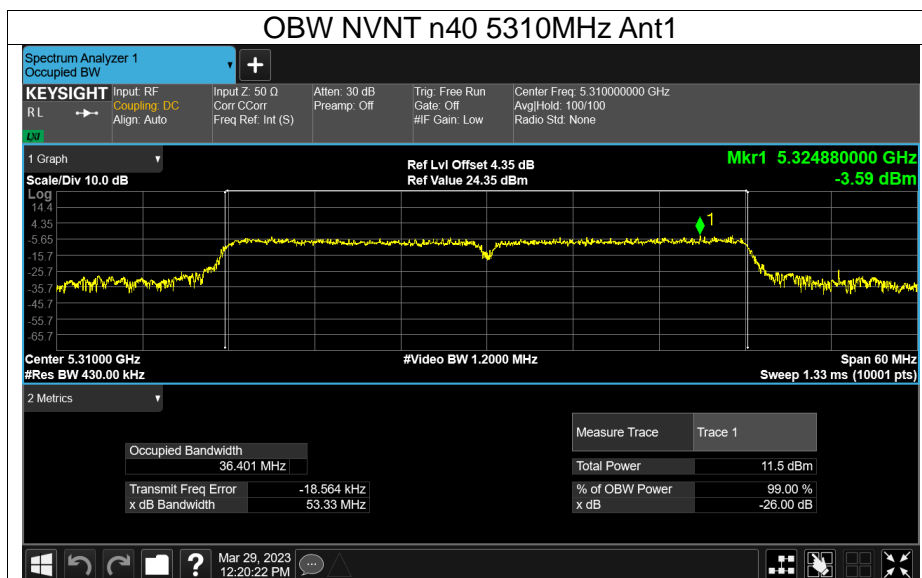 OBW NVNT n40 5310MHz Ant1
Spectrum Analyzer 1
Occupied BW
+
KEYSIGHT
R L
LXI
Input: RF
Coupling: DC
Align: Auto
Input Z: 50 Ω
Corr CCorr
Freq Ref: Int (S)
Atten: 30 dB
Preamp: Off
Trig: Free Run
Gate: Off
#IF Gain: Low
Center Freq: 5.310000000 GHz
Avg|Hold: 100/100
Radio Std: None
1 Graph
Scale/Div 10.0 dB
Ref Lvl Offset 4.35 dB
Ref Value 24.35 dBm
Mkr1 5.324880000 GHz
-3.59 dBm
Log
14.4
4.35
-5.65
-15.7
-25.7
-35.7
-45.7
-55.7
-65.7
1
Center 5.31000 GHz
#Res BW 430.00 kHz
#Video BW 1.2000 MHz
Span 60 MHz
Sweep 1.33 ms (10001 pts)
2 Metrics
Occupied Bandwidth
36.401 MHz
Transmit Freq Error -18.564 kHz
x dB Bandwidth 53.33 MHz
Measure Trace Trace 1
Total Power 11.5 dBm
% of OBW Power 99.00 %
x dB -26.00 dB
?
Mar 29, 2023
12:20:22 PM